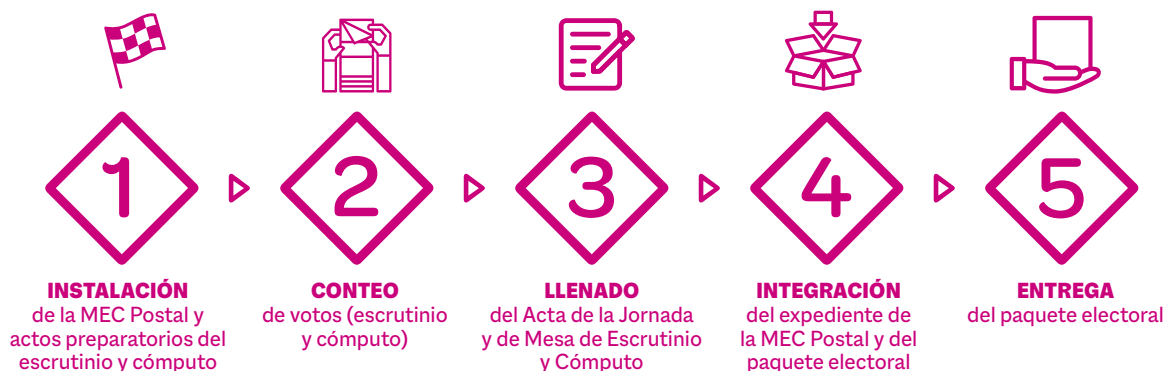 1
INSTALACIÓN
de la MEC Postal y
actos preparatorios del
escrutinio y cómputo
2
CONTEO
de votos (escrutinio
y cómputo)
3
LLENADO
del Acta de la Jornada
y de Mesa de Escrutinio
y Cómputo
4
INTEGRACIÓN
del expediente de
la MEC Postal y del
paquete electoral
5
ENTREGA
del paquete electoral